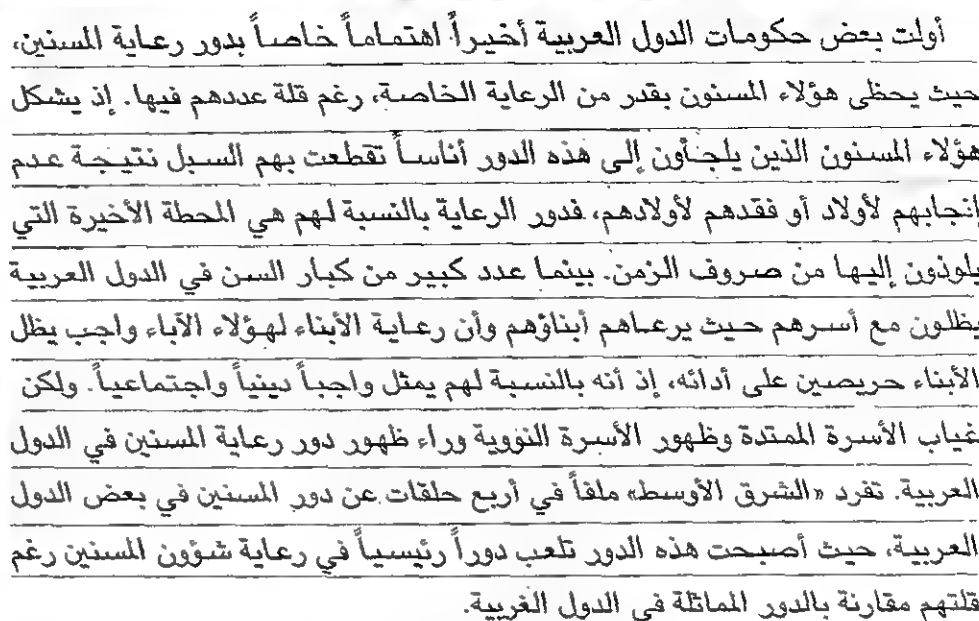 أولت بعض حكومات الدول العربية أخيراً اهتماماً خاصاً بدور رعاية المسنين،
حيث يحظى هؤلاء المسنون بقدر من الرعاية الخاصة، رغم قلة عددهم فيها. إذ يشكل
هؤلاء المسنون الذين يلجأون إلى هذه الدور أناساً تقطعت بهم السبل نتيجة عدم
انجابهم لأولاد أو فقدهم لأولادهم، فدور الرعاية بالنسبة لهم هي المحطة الأخيرة التي
يلوذون إليها من صروف الزمن. بينما عدد كبير من كبار السن في الدول العربية
يظلون مع أسرهم حيث يرعاهم أبناؤهم وأن رعاية الأبناء لهؤلاء الآباء واجب يظل
الأبناء حريصين على أدائه، إذ أنه بالنسبة لهم يمثل واجباً دينياً واجتماعياً. ولكن
غياب الأسرة الممتدة وظهور الأسرة النووية وراء ظهور دور رعاية المسنين في الدول
العربية. تفرد «الشرق الأوسط» ملفاً في أربع حلقات عن دور المسنين في بعض الدول
العربية، حيث أصبحت هذه الدور تلعب دوراً رئيسياً في رعاية شؤون المسنين رغم
قلتهم مقارنة بالدور المماثلة في الدول الغربية.